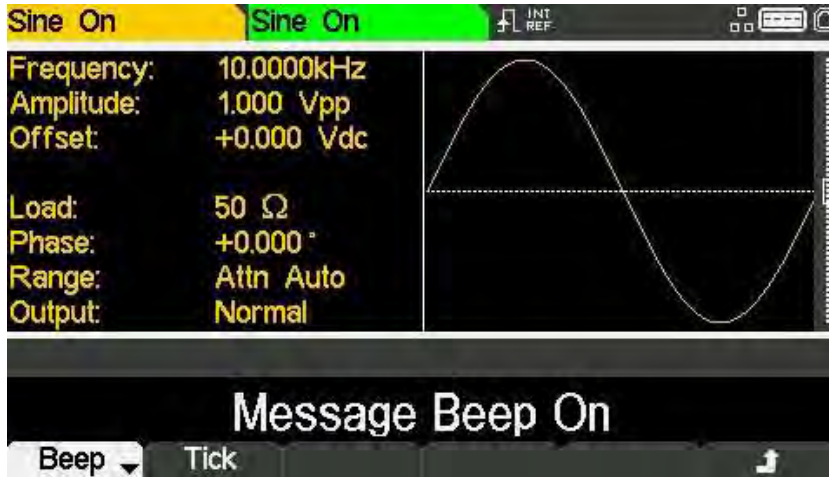 Sine On
Sine On
INT
REF
Frequency: 10.0000kHz
Amplitude: 1.000 Vpp
Offset: +0.000 Vdc
Load: 50 Ω
Phase: +0.000 °
Range: Attn Auto
Output: Normal
Message Beep On
Beep
Tick